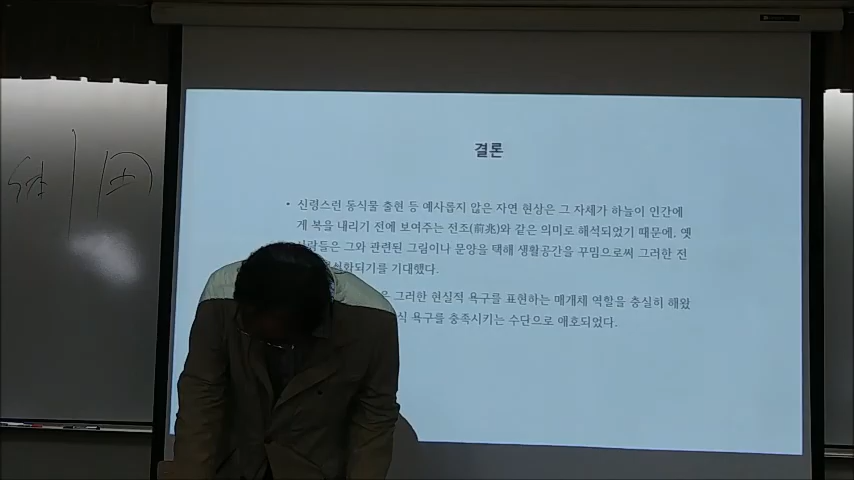 결론
• 신령스런 동식물 출현 등 예사롭지 않은 자연 현상은 그 자체가 하늘이 인간에
게 복을 내리기 전에 보여주는 전조(前兆)와 같은 의미로 해석되었기 때문에, 옛
사람들은 그와 관련된 그림이나 문양을 택해 생활공간을 꾸밈으로써 그러한 전
현실화되기를 기대했다.
그러한 현실적 욕구를 표현하는 매개체 역할을 충실히 해왔
욕구를 충족시키는 수단으로 애호되었다.